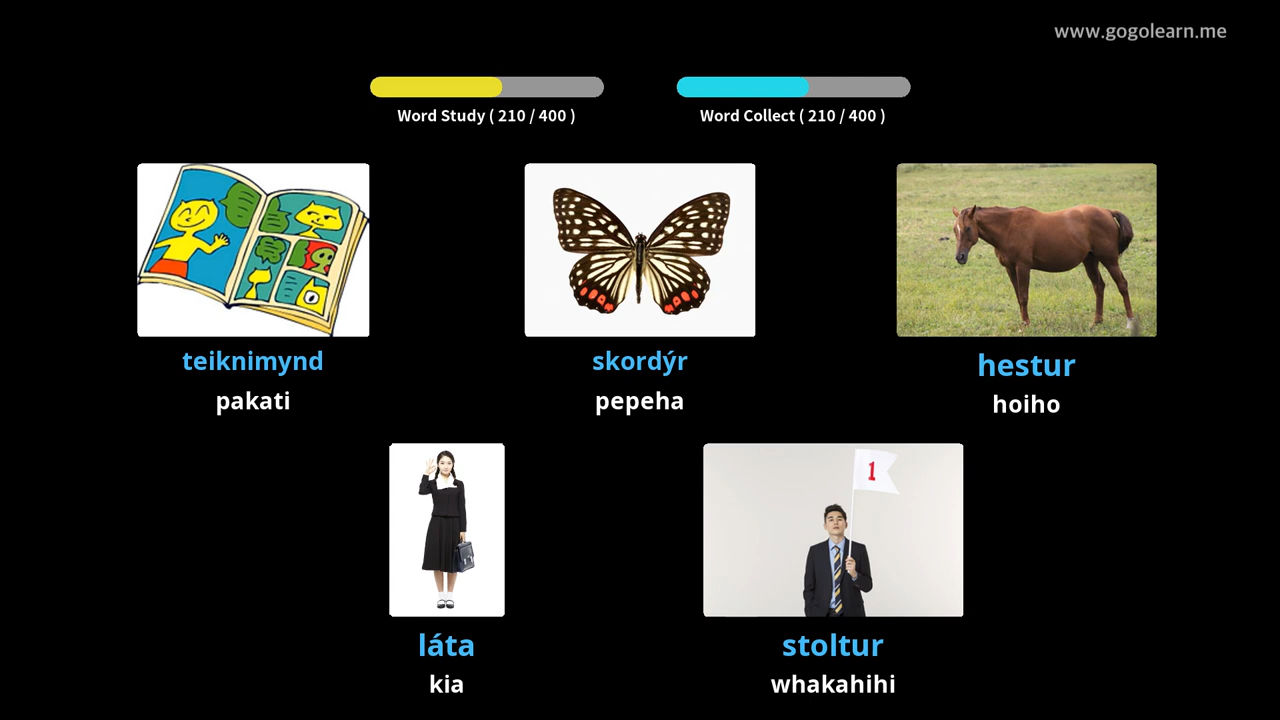 www.gogolearn.me
Word Study ( 210 / 400 )
Word Collect ( 210 / 400 )
teiknimynd
pakati
skordýr
pepeha
hestur
hoiho
láta
kia
1
stoltur
whakahihi